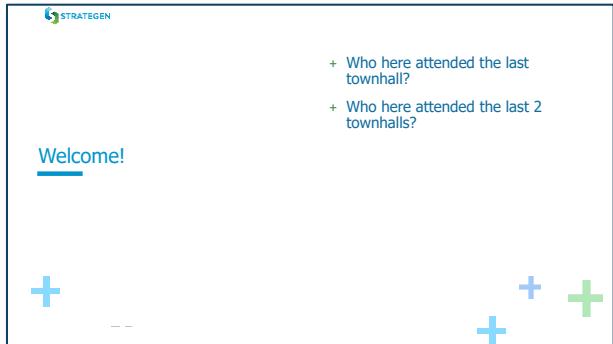 STRATEGEN
Welcome!
+ Who here attended the last
townhall?
+ Who here attended the last 2
townhalls?